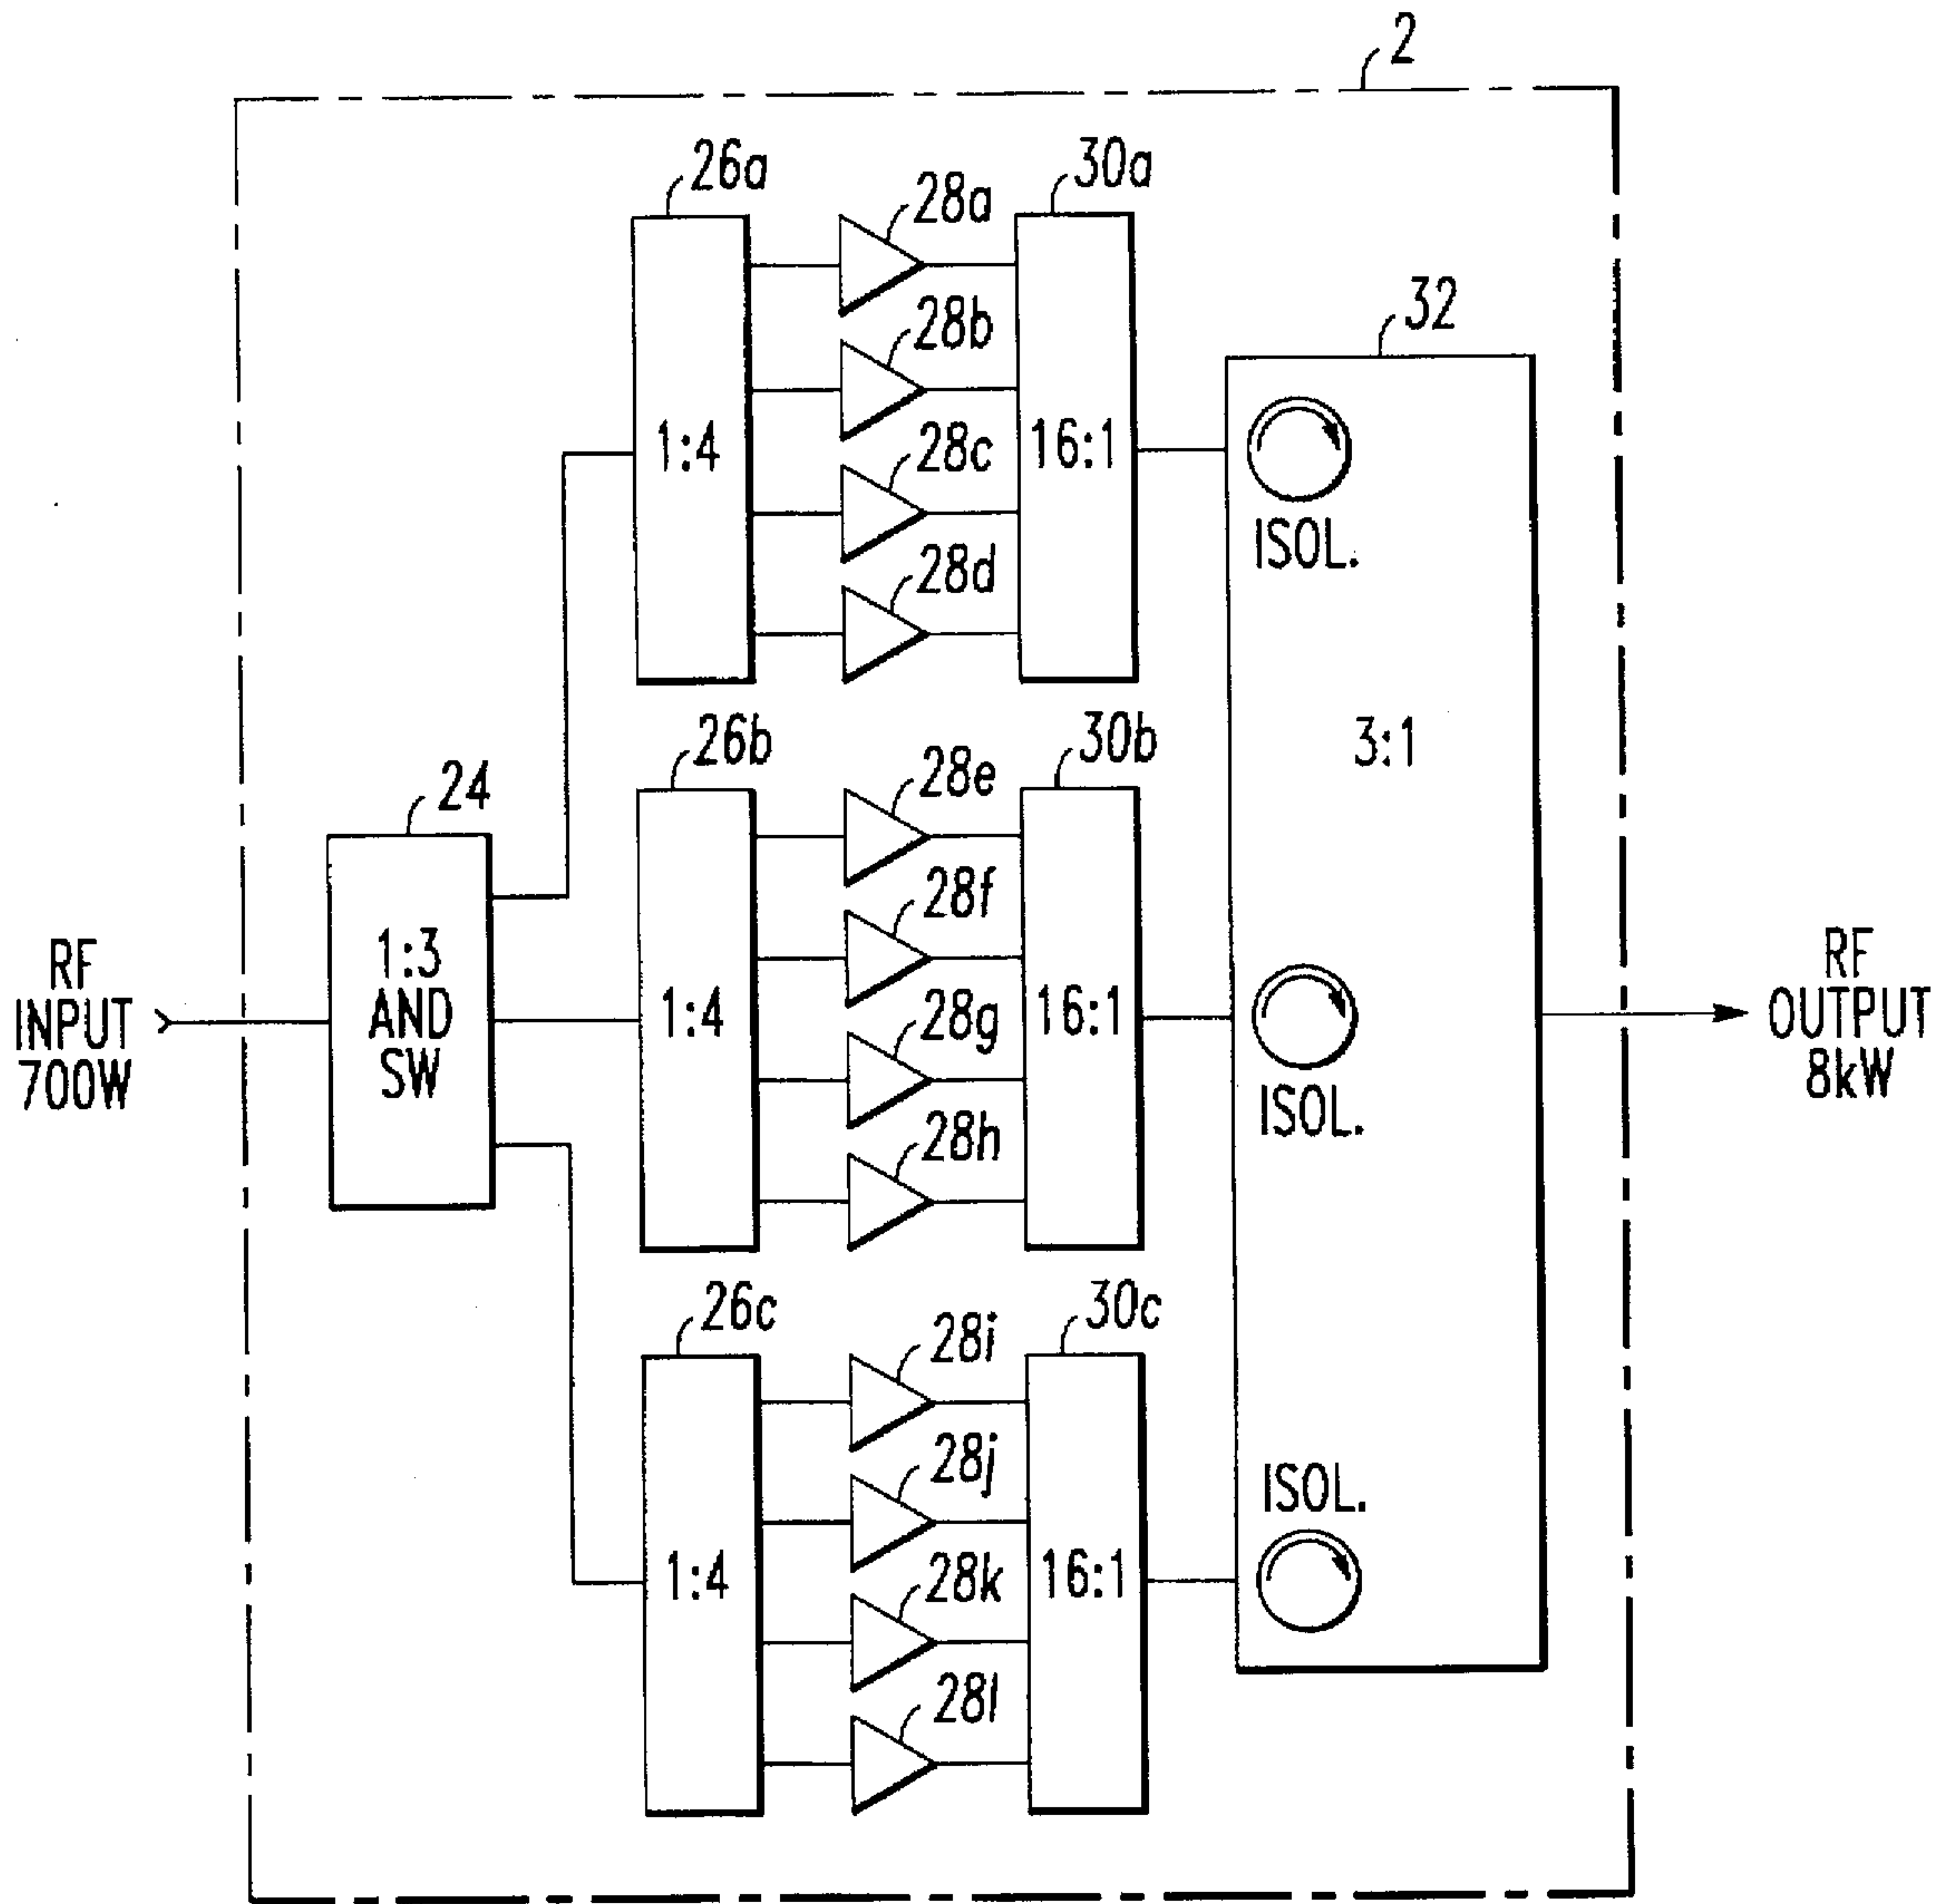 2
26a
30a
28a
28b
32
1:4
28c
16:1
28d
ISOL.
26b
30b
3:1
24
28e
28f
1:3
AND
SW
RF
INPUT
700W
1:4
28g
16:1
ISOL.
RF
OUTPUT
8kW
28h
26c
30c
28i
28j
ISOL.
1:4
28k
16:1
28l